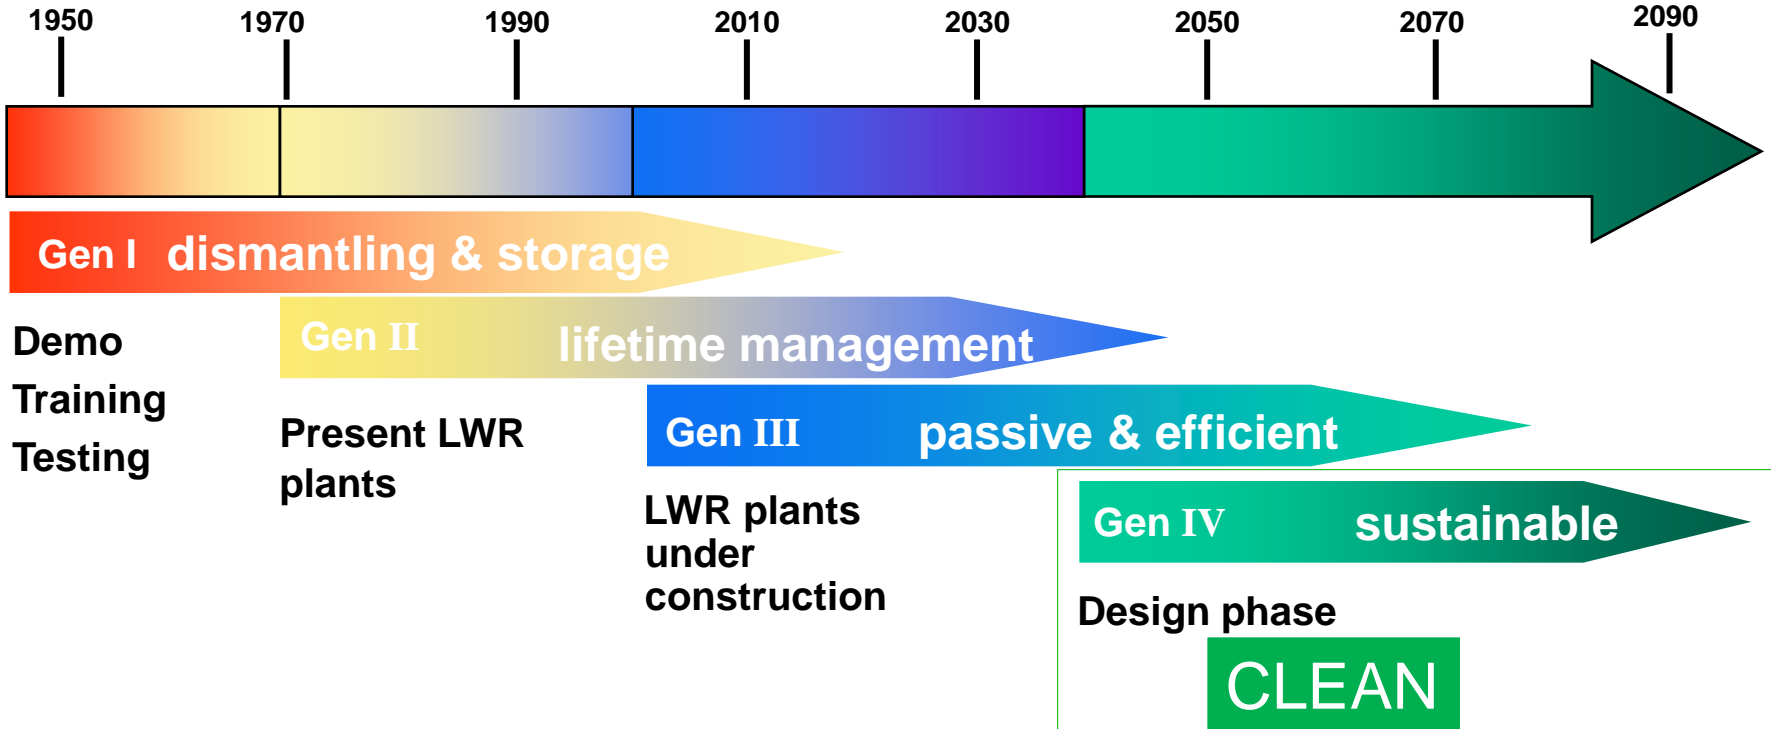 1950 1970 1990 2010 2030 2050 2070 2090
Gen I dismantling & storage
Gen II lifetime management
Demo
Training
Testing
Present LWR
plants
Gen III passive & efficient
LWR plants
under
construction
Gen IV sustainable
Design phase
CLEAN